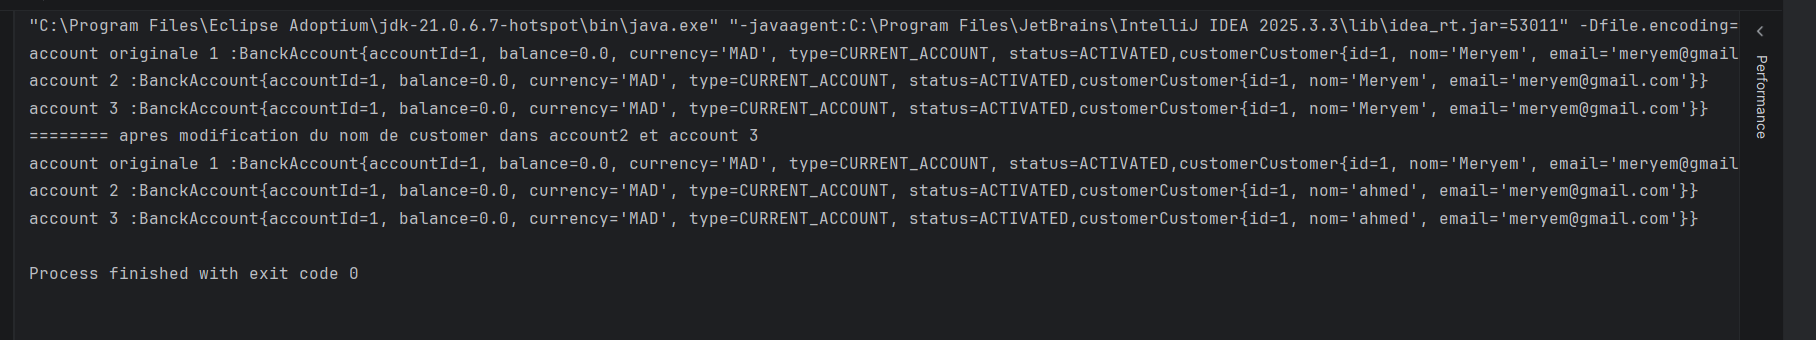 "C:\Program Files\Eclipse Adoptium\jdk-21.0.6.7-hotspot\bin\java.exe" "-javaagent:C:\Program Files\JetBrains\IntelliJ IDEA 2025.3.3\lib\idea_rt.jar=53011" -Dfile.encoding=
account originale 1 :BanckAccount{accountId=1, balance=0.0, currency='MAD', type=CURRENT_ACCOUNT, status=ACTIVATED,customerCustomer{id=1, nom='Meryem', email='meryem@gmail
account 2 :BanckAccount{accountId=1, balance=0.0, currency='MAD', type=CURRENT_ACCOUNT, status=ACTIVATED,customerCustomer{id=1, nom='Meryem', email='meryem@gmail.com'}}
account 3 :BanckAccount{accountId=1, balance=0.0, currency='MAD', type=CURRENT_ACCOUNT, status=ACTIVATED,customerCustomer{id=1, nom='Meryem', email='meryem@gmail.com'}}
======== apres modification du nom de customer dans account2 et account 3
account originale 1 :BanckAccount{accountId=1, balance=0.0, currency='MAD', type=CURRENT_ACCOUNT, status=ACTIVATED,customerCustomer{id=1, nom='Meryem', email='meryem@gmail
account 2 :BanckAccount{accountId=1, balance=0.0, currency='MAD', type=CURRENT_ACCOUNT, status=ACTIVATED,customerCustomer{id=1, nom='ahmed', email='meryem@gmail.com'}}
account 3 :BanckAccount{accountId=1, balance=0.0, currency='MAD', type=CURRENT_ACCOUNT, status=ACTIVATED,customerCustomer{id=1, nom='ahmed', email='meryem@gmail.com'}}
Process finished with exit code 0
Performance